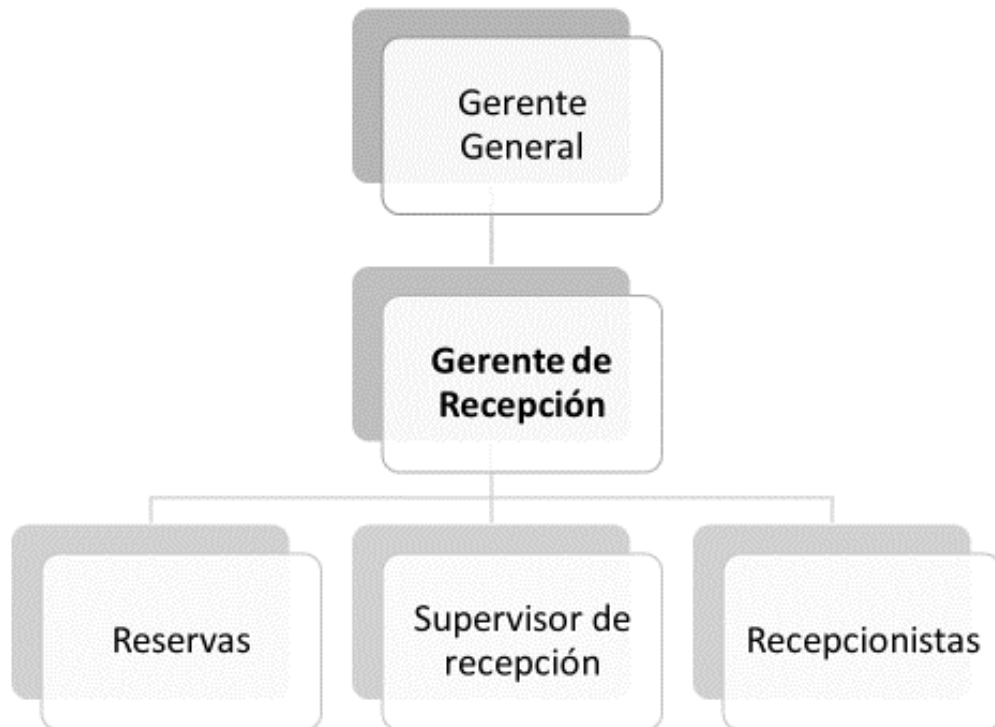 Gerente
General
Gerente de
Recepción
Reservas
Supervisor de
recepción
Recepcionistas